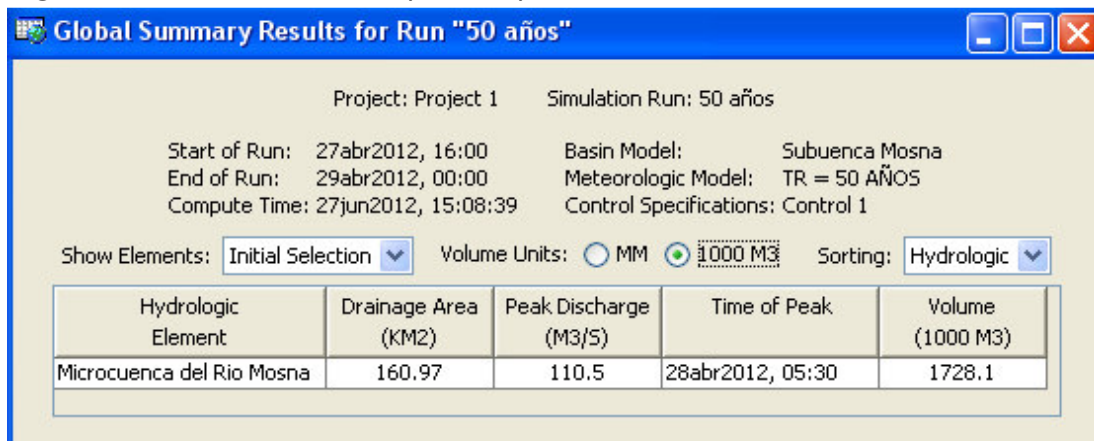 Global Summary Results for Run "50 años"
Project: Project 1 Simulation Run: 50 años
Start of Run: 27abr2012, 16:00 Basin Model: Subuenca Mosna
End of Run: 29abr2012, 00:00 Meteorologic Model: TR = 50 AÑOS
Compute Time: 27jun2012, 15:08:39 Control Specifications: Control 1
Show Elements: Initial Selection Volume Units: MM 1000 M3 Sorting: Hydrologic
Hydrologic Drainage Area Peak Discharge Time of Peak Volume
Element (KM2) (M3/S) (1000 M3)
Microcuenca del Rio Mosna 160.97 110.5 28abr2012, 05:30 1728.1